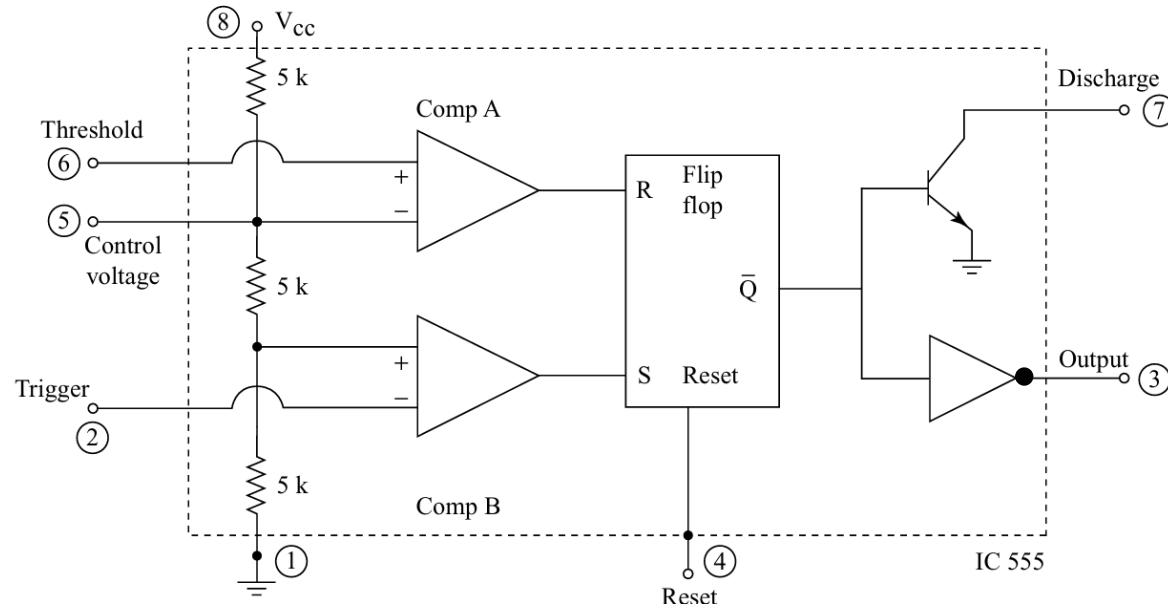 ⑧ Vcc
5 k
Discharge
⑦
Comp A
Threshold
⑥
+
−
R
Flip
flop
⑤
Control
voltage
5 k
Q̄
+
−
S
Reset
Trigger
②
Output
③
5 k
Comp B
①
④
Reset
IC 555